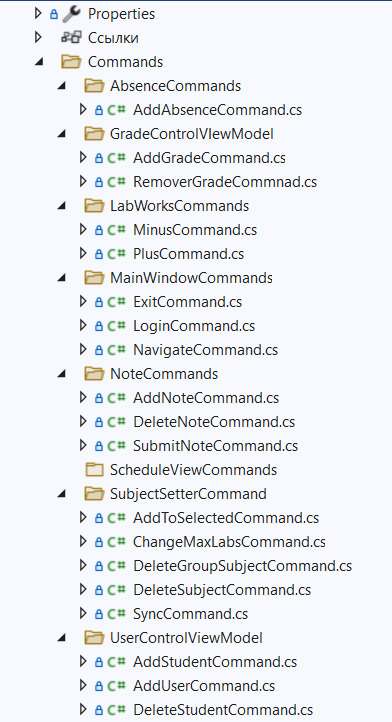 Properties
Ссылки
Commands
AbsenceCommands
C# AddAbsenceCommand.cs
GradeControlVIewModel
C# AddGradeCommand.cs
C# RemoverGradeCommnad.cs
LabWorksCommands
C# MinusCommand.cs
C# PlusCommand.cs
MainWindowCommands
C# ExitCommand.cs
C# LoginCommand.cs
C# NavigateCommand.cs
NoteCommands
C# AddNoteCommand.cs
C# DeleteNoteCommand.cs
C# SubmitNoteCommand.cs
ScheduleViewCommands
SubjectSetterCommand
C# AddToSelectedCommand.cs
C# ChangeMaxLabsCommand.cs
C# DeleteGroupSubjectCommand.cs
C# DeleteSubjectCommand.cs
C# SyncCommand.cs
UserControlViewModel
C# AddStudentCommand.cs
C# AddUserCommand.cs
C# DeleteStudentCommand.cs